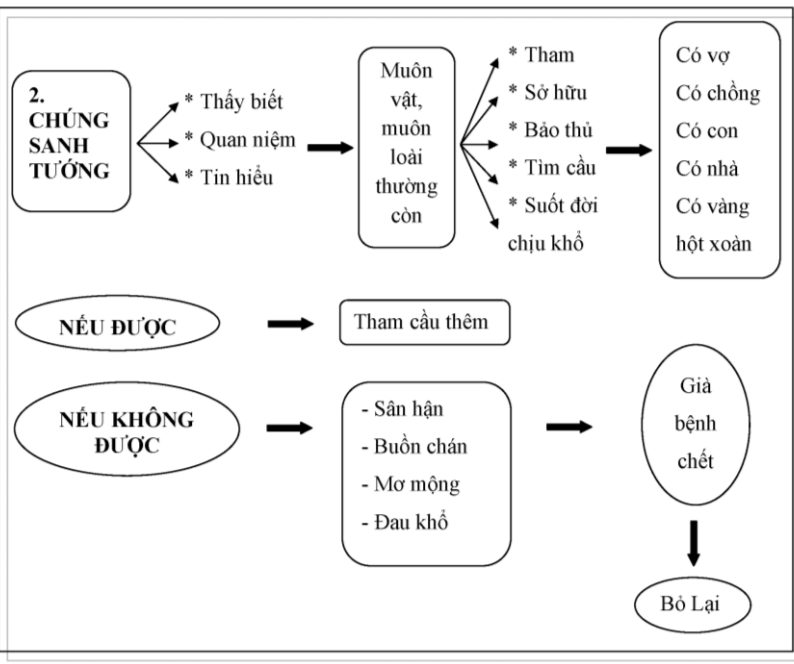 2.
CHÚNG
SANH
TƯỚNG
* Thấy biết
* Quan niệm
* Tin hiểu
Muôn
vật,
muôn
loài
thường
còn
* Tham
* Sở hữu
* Bảo thủ
* Tìm cầu
* Suốt đời
chịu khổ
Có vợ
Có chồng
Có con
Có nhà
Có vàng
hột xoàn
NẾU ĐƯỢC
Tham cầu thêm
NẾU KHÔNG
ĐƯỢC
- Sân hận
- Buồn chán
- Mơ mộng
- Đau khổ
Già
bệnh
chết
Bỏ Lại